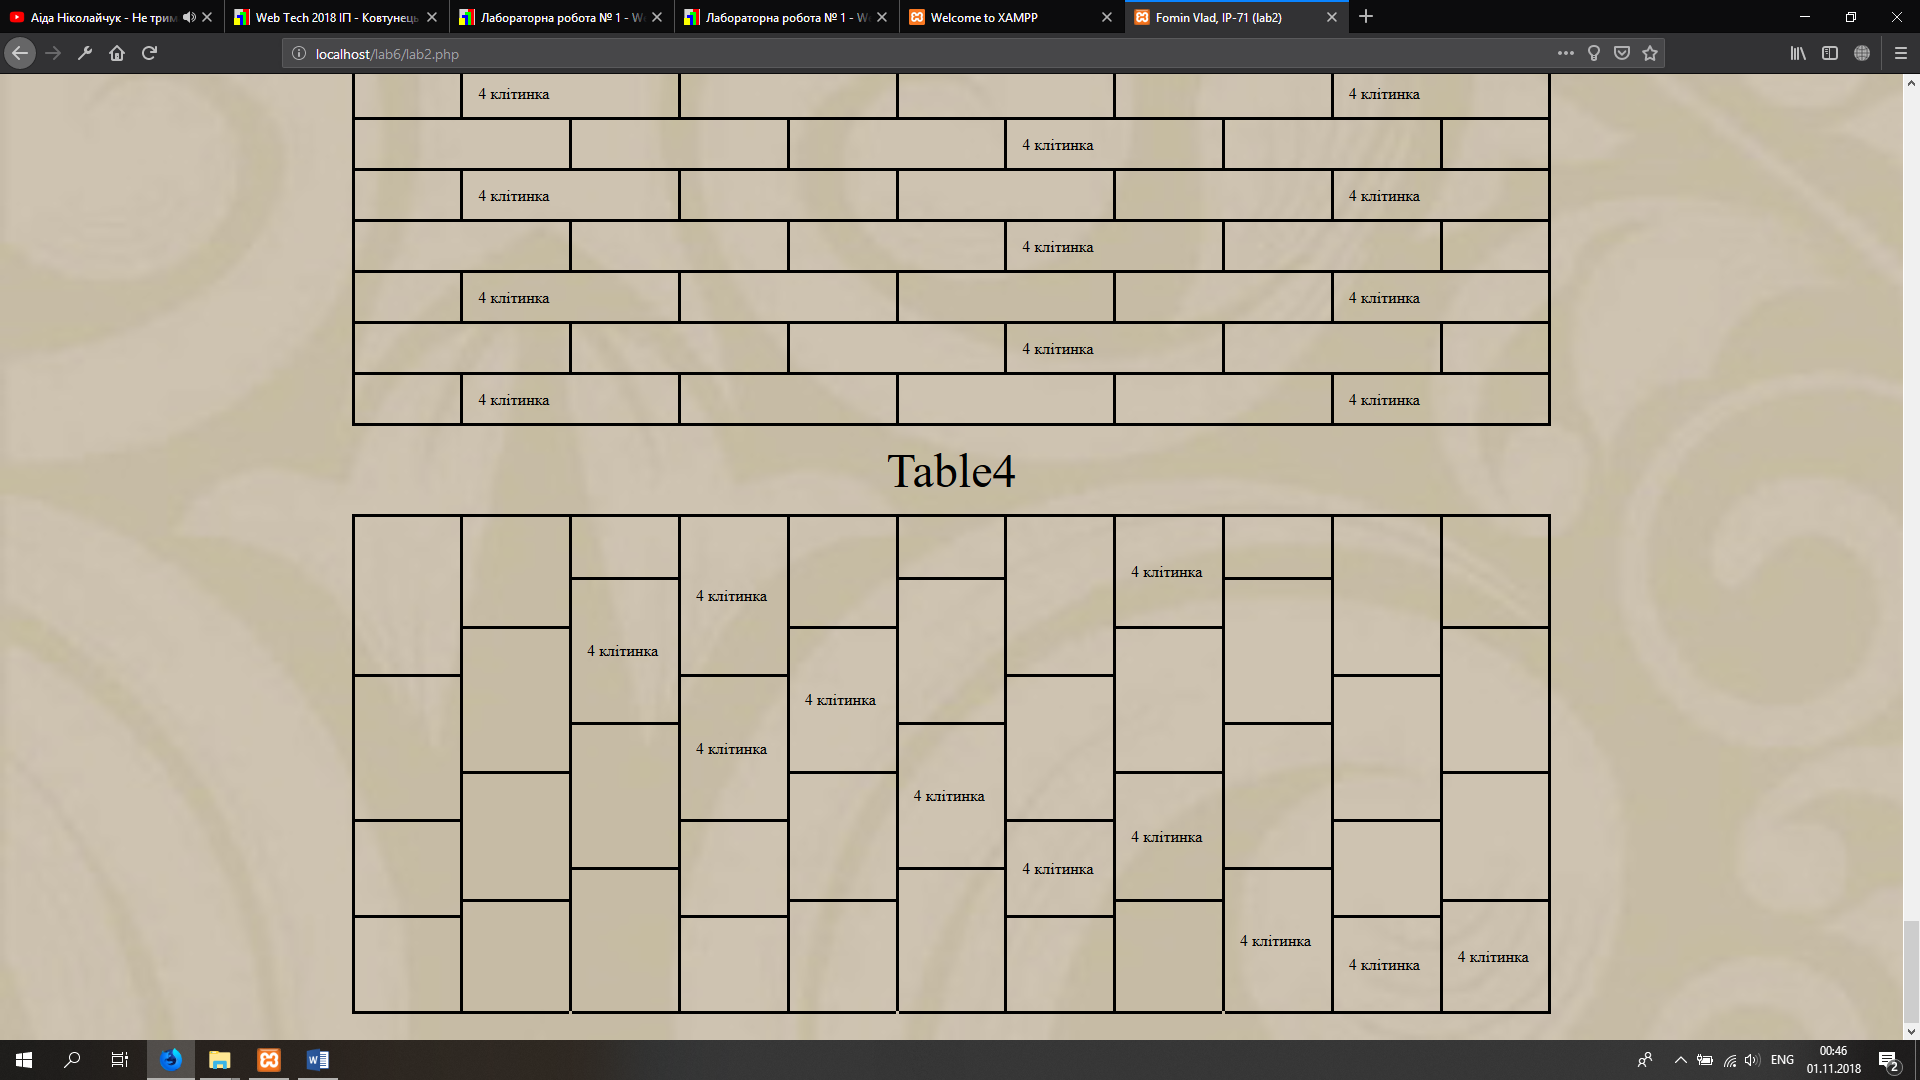 Аіда Ніколайчук - Не трим
Web Tech 2018 ІП - Ковтунець
Лабораторна робота № 1 - W
Лабораторна робота № 1 - W
Welcome to XAMPP
Fomin Vlad, IP-71 (lab2)
localhost/lab6/lab2.php
4 клітинка 4 клітинка
4 клітинка
4 клітинка 4 клітинка
4 клітинка
4 клітинка 4 клітинка
4 клітинка
4 клітинка 4 клітинка
Table4
4 клітинка
4 клітинка
4 клітинка
4 клітинка
4 клітинка
4 клітинка
4 клітинка
4 клітинка
4 клітинка
4 клітинка
4 клітинка
4 клітинка
ENG
00:46
01.11.2018
2